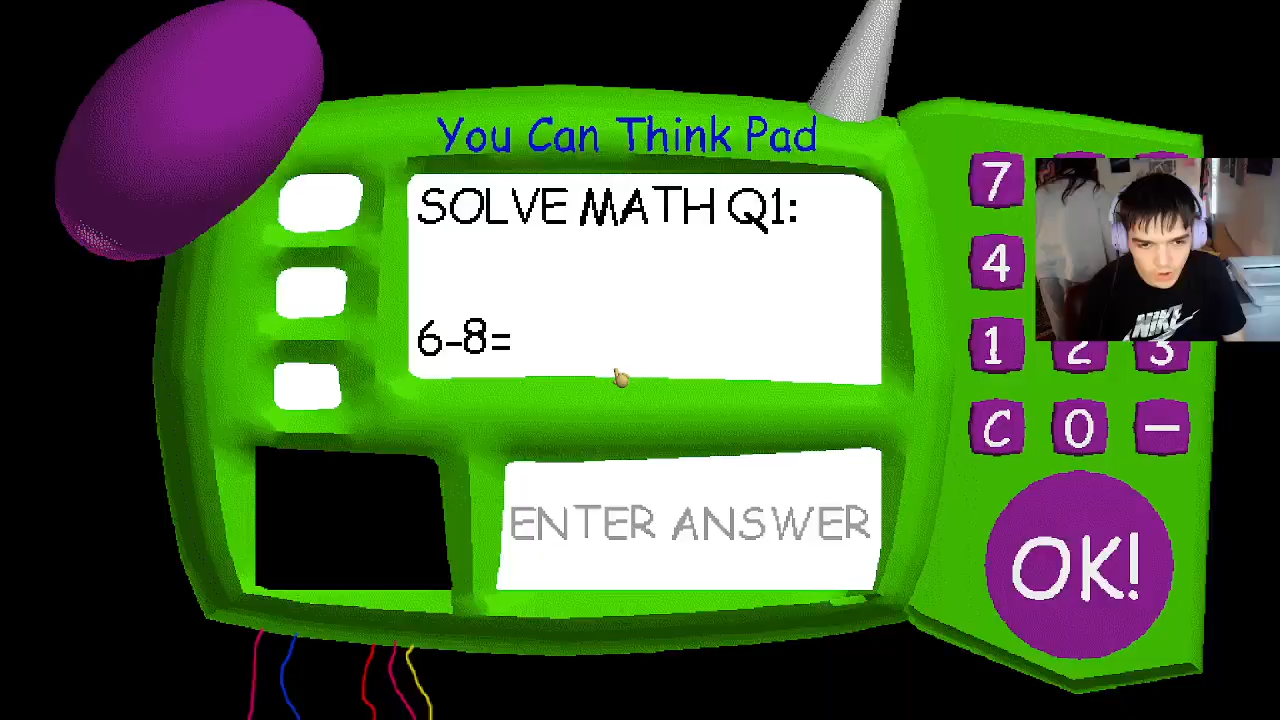 You Can Think Pad
SOLVE MATH Q1:
6-8=
ENTER ANSWER
7
4
1 2 3
C 0 —
OK!
NIKE